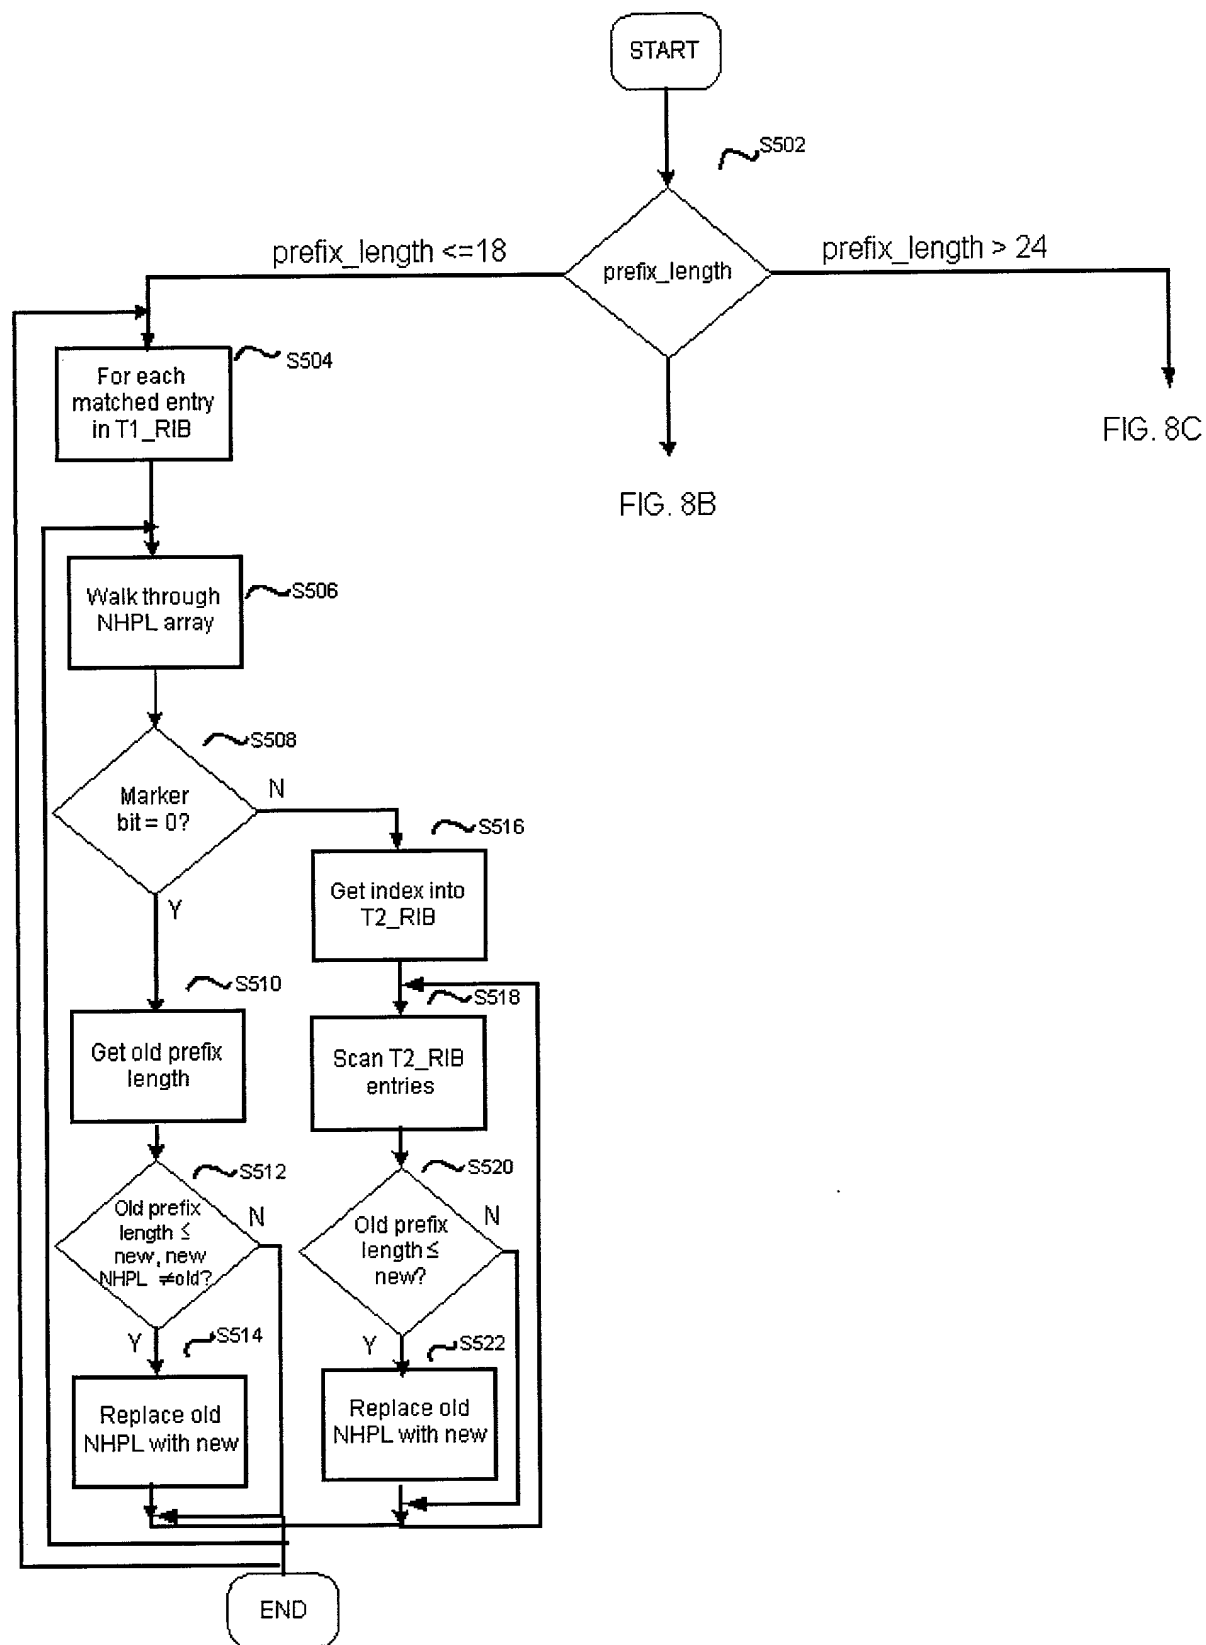 START
S502
prefix_length <=18
prefix_length
prefix_length > 24
S504
For each
matched entry
in T1_RIB
FIG. 8C
FIG. 8B
S506
Walk through
NHPL array
S508
Marker
bit = 0?
N
Y
S516
Get index into
T2_RIB
S510
Get old prefix
length
S518
Scan T2_RIB
entries
S512
Old prefix
length ≤
new, new
NHPL ≠old?
N
Y
S520
Old prefix
length ≤
new?
N
Y
S514
Replace old
NHPL with new
S522
Replace old
NHPL with new
END